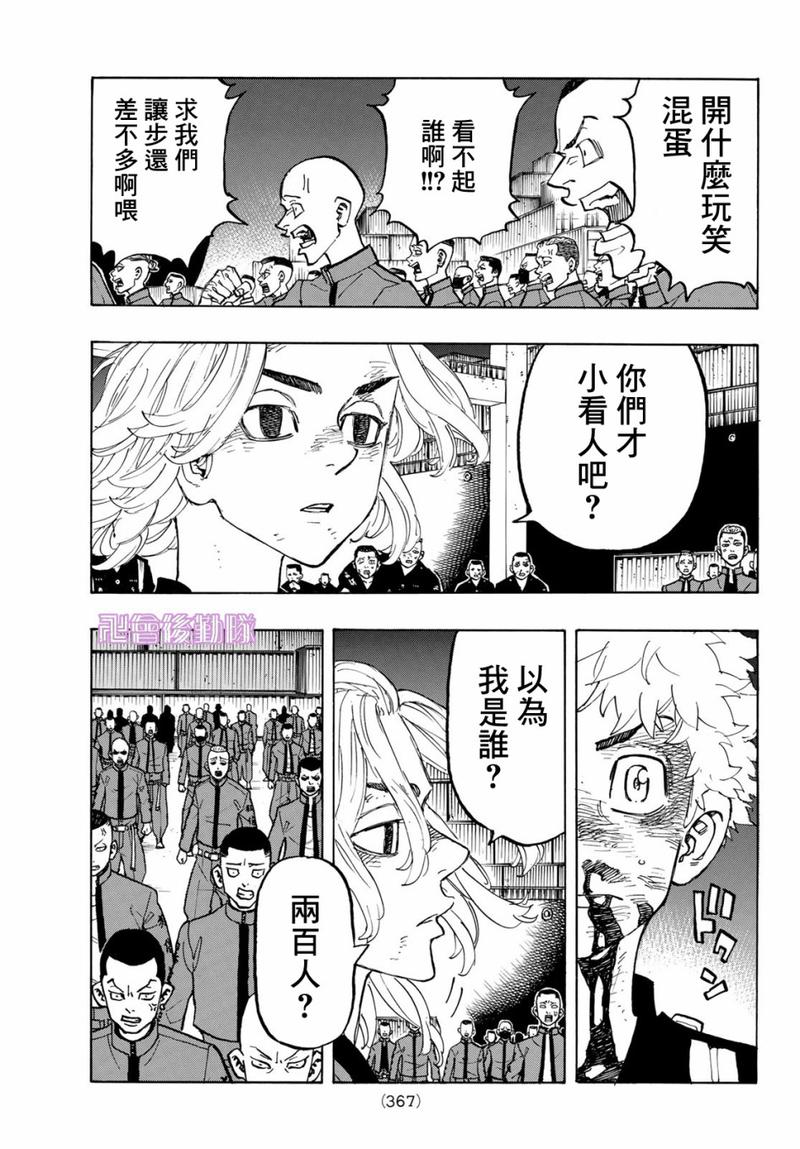 開什麼玩笑
混蛋
看不起
誰啊!!?
求我們
讓步還
差不多啊喂
你們才
小看人吧?
ドクン
以為
我是誰?
兩百人?
卍會後勤隊
(367)